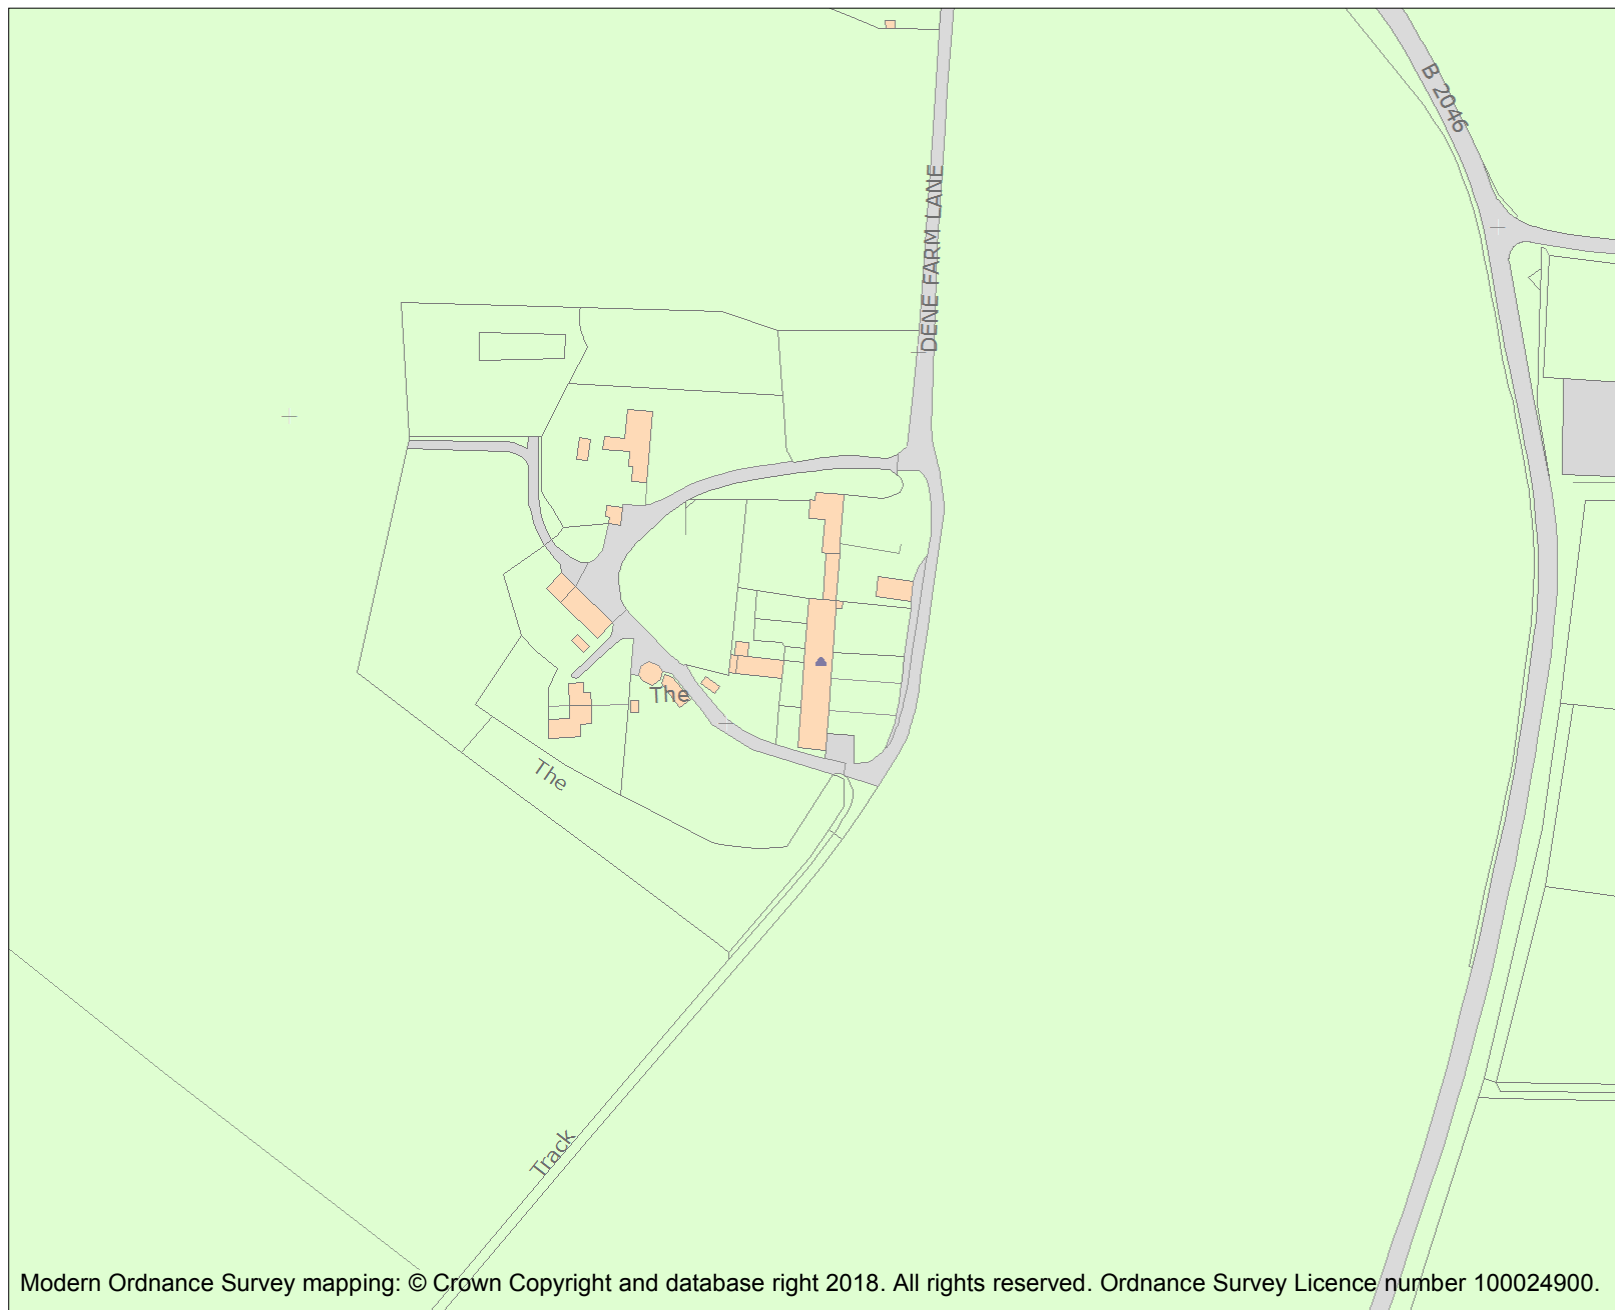 B 2046
DENE FARM LANE
The
The
Track
Modern Ordnance Survey mapping: © Crown Copyright and database right 2018. All rights reserved. Ordnance Survey Licence number 100024900.